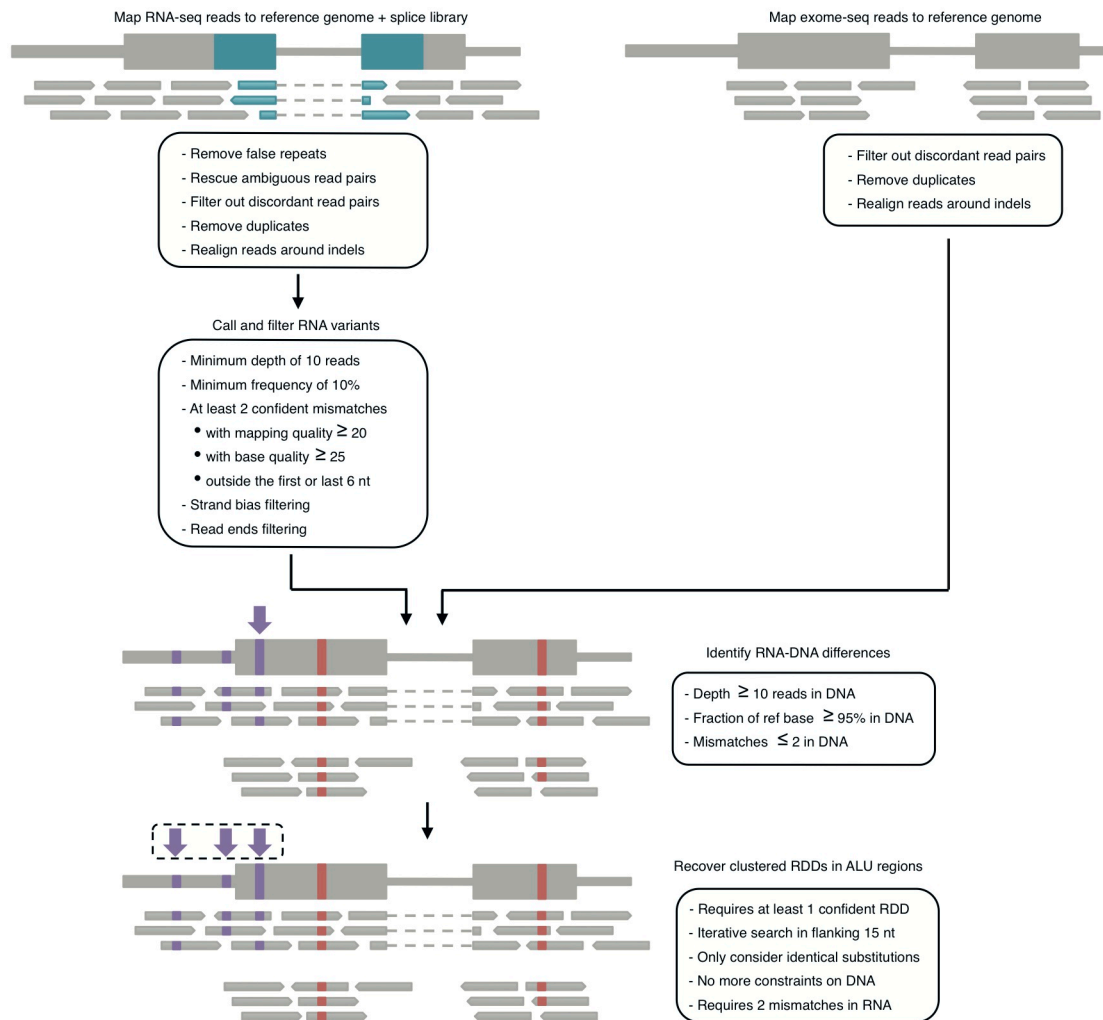 Map RNA-seq reads to reference genome + splice library
Map exome-seq reads to reference genome
- Remove false repeats
- Rescue ambiguous read pairs
- Filter out discordant read pairs
- Remove duplicates
- Realign reads around indels
- Filter out discordant read pairs
- Remove duplicates
- Realign reads around indels
Call and filter RNA variants
- Minimum depth of 10 reads
- Minimum frequency of 10%
- At least 2 confident mismatches
• with mapping quality ≥ 20
• with base quality ≥ 25
• outside the first or last 6 nt
- Strand bias filtering
- Read ends filtering
Identify RNA-DNA differences
- Depth ≥ 10 reads in DNA
- Fraction of ref base ≥ 95% in DNA
- Mismatches ≤ 2 in DNA
Recover clustered RDDs in ALU regions
- Requires at least 1 confident RDD
- Iterative search in flanking 15 nt
- Only consider identical substitutions
- No more constraints on DNA
- Requires 2 mismatches in RNA